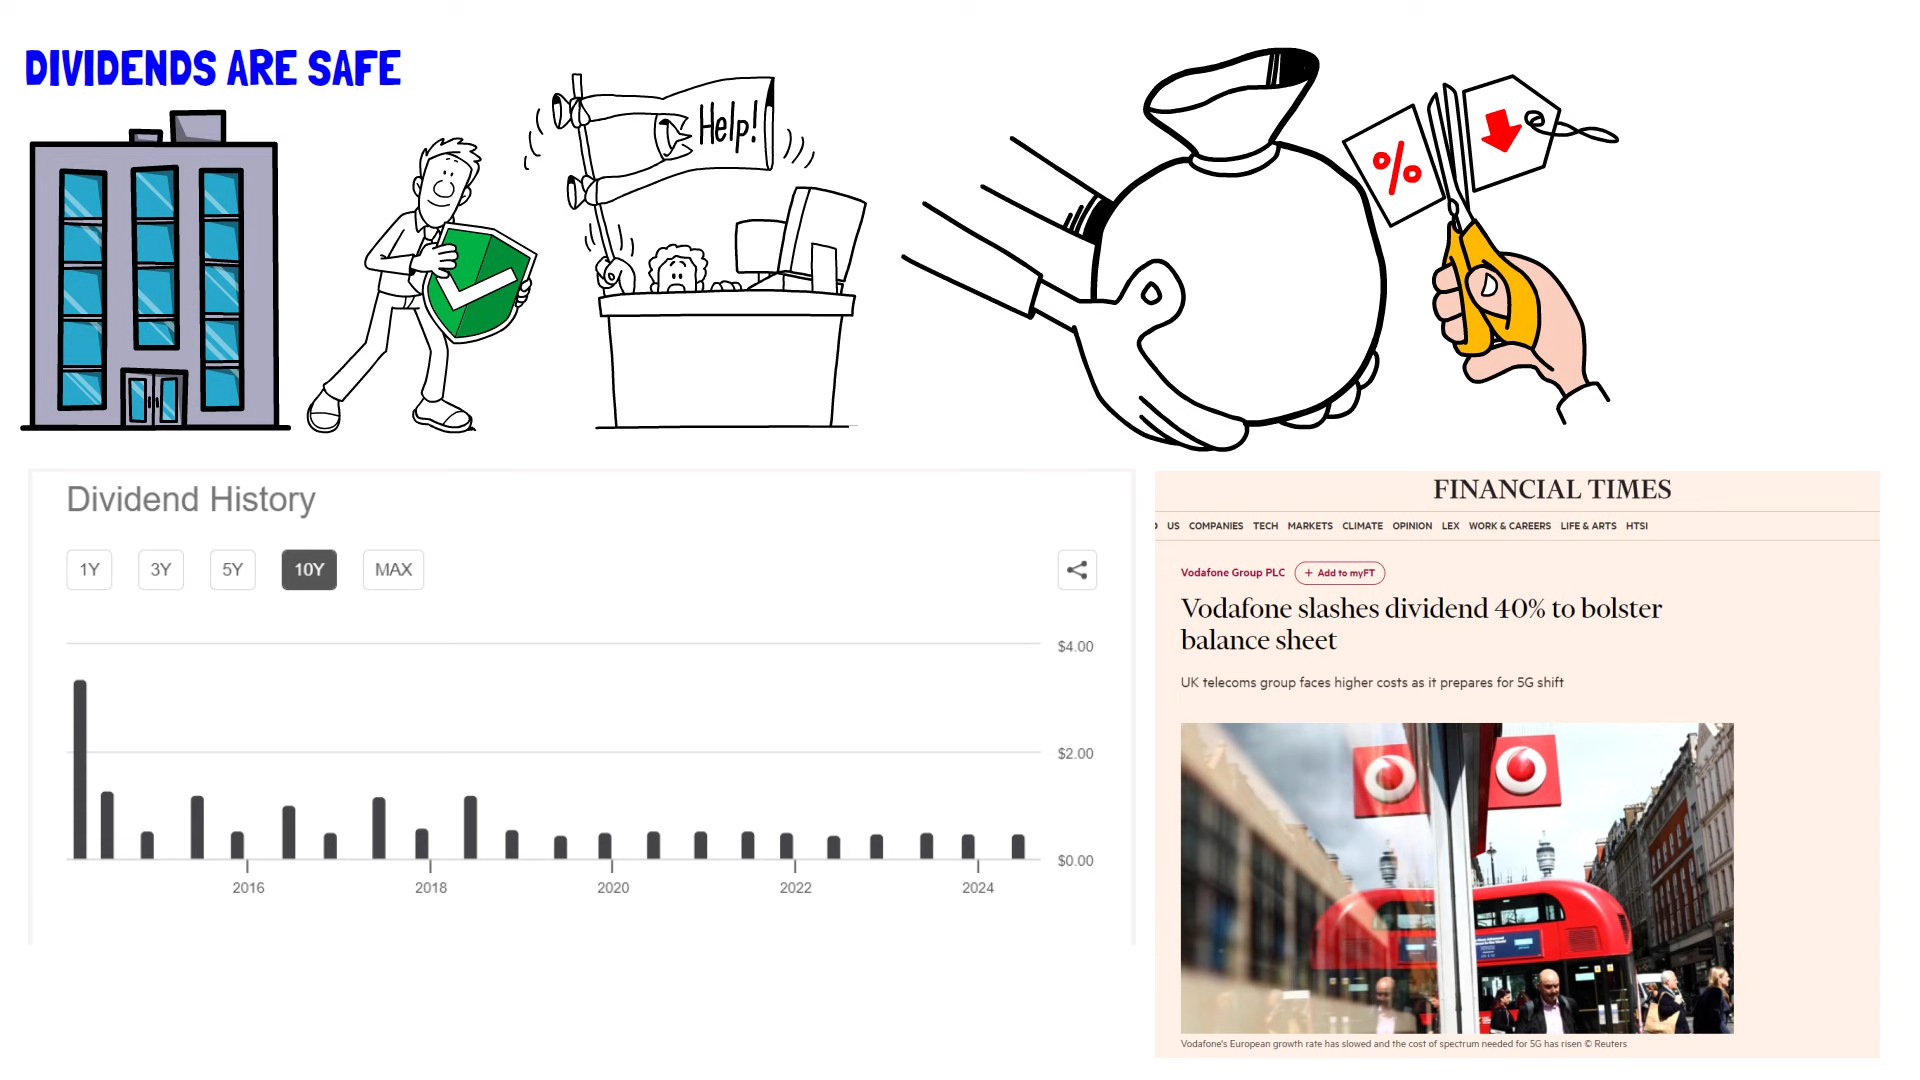 DIVIDENDS ARE SAFE
Help!
%
Dividend History
1Y 3Y 5Y 10Y MAX
$4.00
$2.00
$0.00
2016 2018 2020 2022 2024
FINANCIAL TIMES
US COMPANIES TECH MARKETS CLIMATE OPINION LEX WORK & CAREERS LIFE & ARTS HTSI
Vodafone Group PLC + Add to myFT
Vodafone slashes dividend 40% to bolster
balance sheet
UK telecoms group faces higher costs as it prepares for 5G shift
Vodafone's European growth rate has slowed and the cost of spectrum needed for 5G has risen © Reuters